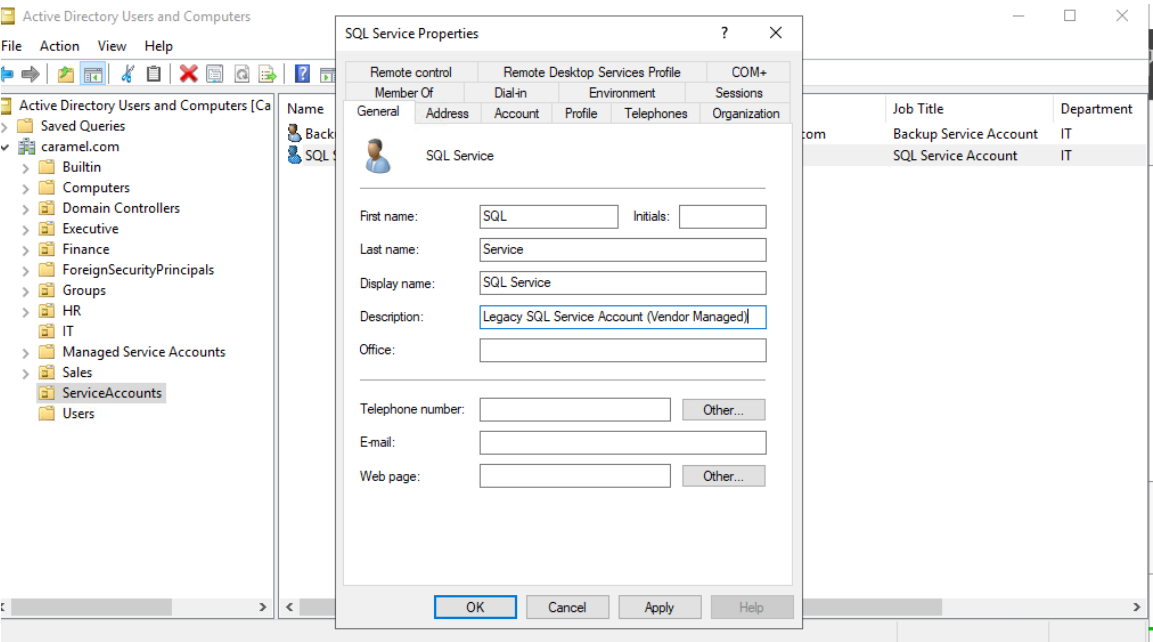 Active Directory Users and Computers
File Action View Help
Active Directory Users and Computers [Ca
Saved Queries
caramel.com
Builtin
Computers
Domain Controllers
Executive
Finance
ForeignSecurityPrincipals
Groups
HR
IT
Managed Service Accounts
Sales
ServiceAccounts
Users
Name Job Title Department
Backu com Backup Service Account IT
SQL S SQL Service Account IT
SQL Service Properties
? 
Remote control Remote Desktop Services Profile COM+
Member Of Dial-in Environment Sessions
General Address Account Profile Telephones Organization
SQL Service
First name: SQL Initials:
Last name: Service
Display name: SQL Service
Description: Legacy SQL Service Account (Vendor Managed)
Office:
Telephone number: Other...
E-mail:
Web page: Other...
OK Cancel Apply Help